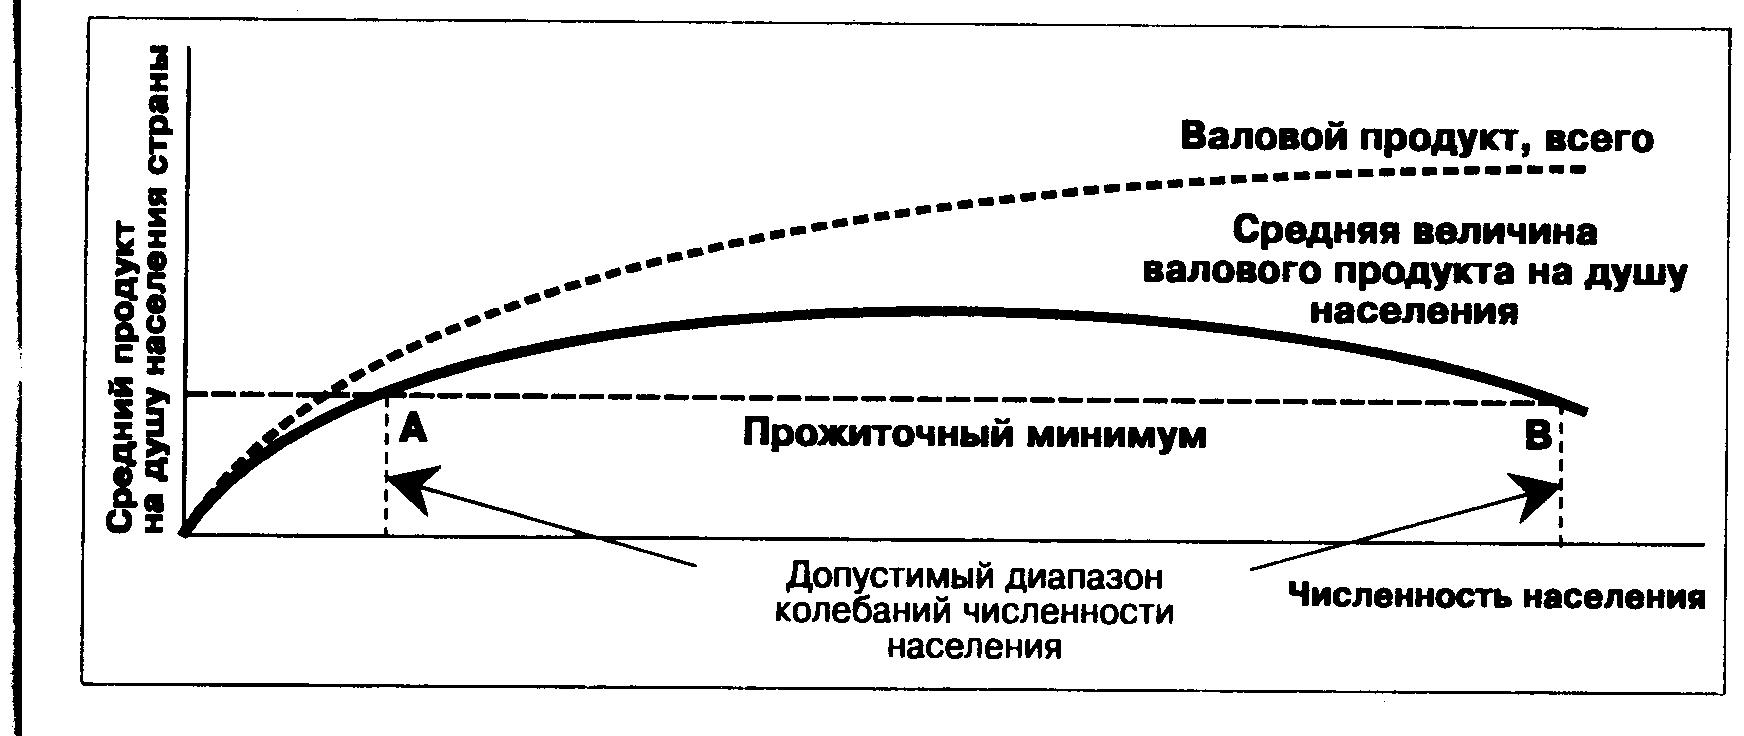 Средний продукт
на душу населения страны
Валовой продукт, всего
Средняя величина
валового продукта на душу
населения
А
Прожиточный минимум
В
Допустимый диапазон
колебаний численности
населения
Численность населения